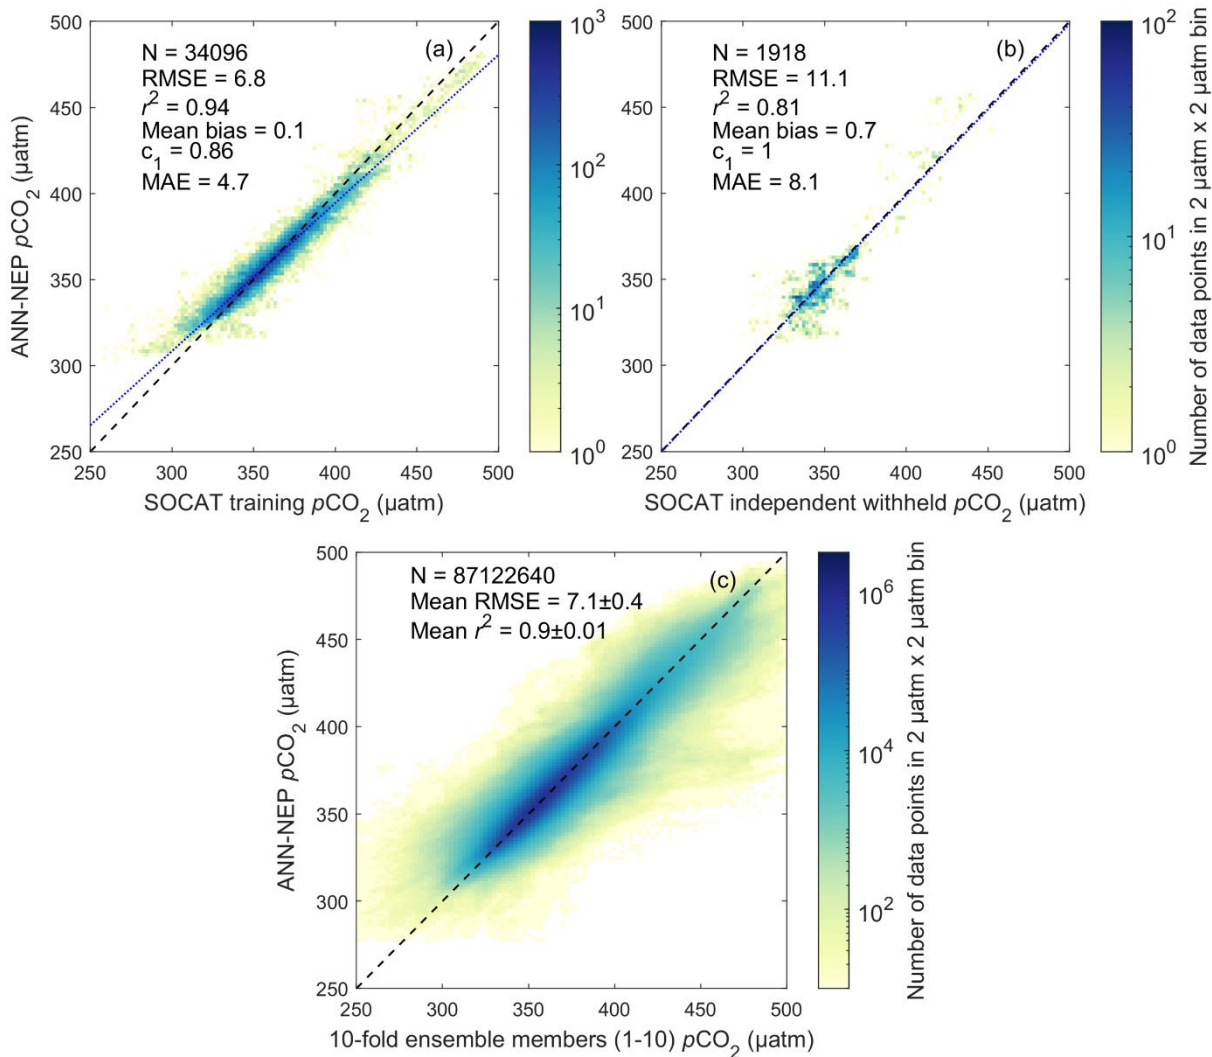 (a)
N = 34096
RMSE = 6.8
r² = 0.94
Mean bias = 0.1
c₁ = 0.86
MAE = 4.7
500
450
400
350
300
250
250 300 350 400 450 500
ANN-NEP pCO₂ (µatm)
SOCAT training pCO₂ (µatm)
10³
10²
10¹
10⁰
(b)
N = 1918
RMSE = 11.1
r² = 0.81
Mean bias = 0.7
c₁ = 1
MAE = 8.1
500
450
400
350
300
250
250 300 350 400 450 500
SOCAT independent withheld pCO₂ (µatm)
10²
10¹
10⁰
Number of data points in 2 µatm x 2 µatm bin
(c)
N = 87122640
Mean RMSE = 7.1±0.4
Mean r² = 0.9±0.01
500
450
400
350
300
250
250 300 350 400 450 500
ANN-NEP pCO₂ (µatm)
10-fold ensemble members (1-10) pCO₂ (µatm)
10⁶
10⁴
10²
Number of data points in 2 µatm x 2 µatm bin